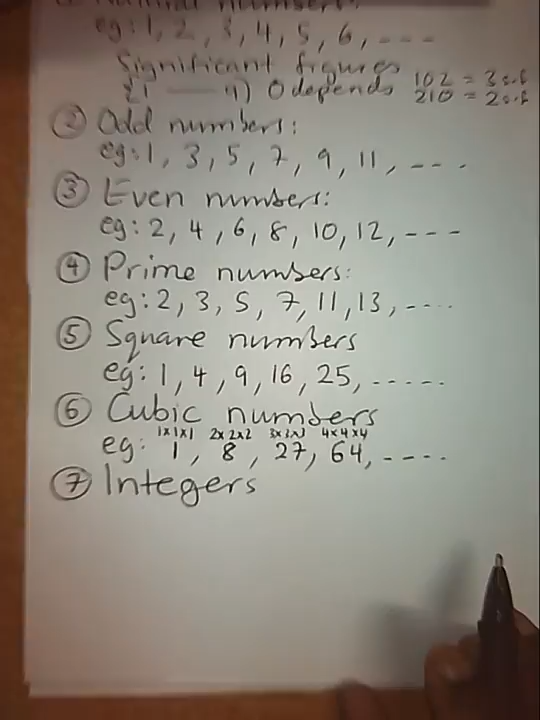 numbers:
eg: 1, 2, 3, 4, 5, 6, ---
Significant figures
0 depends 102 = 3 s.f
210 = 2 s.f
② Odd numbers:
eg: 1, 3, 5, 7, 9, 11, ---
③ Even numbers:
eg: 2, 4, 6, 8, 10, 12, ---
④ Prime numbers:
eg: 2, 3, 5, 7, 11, 13, ----
⑤ Square numbers
eg: 1, 4, 9, 16, 25, -----
⑥ Cubic numbers
1x1x1 2x2x2 3x3x3 4x4x4
eg: 1, 8, 27, 64, ----
⑦ Integers